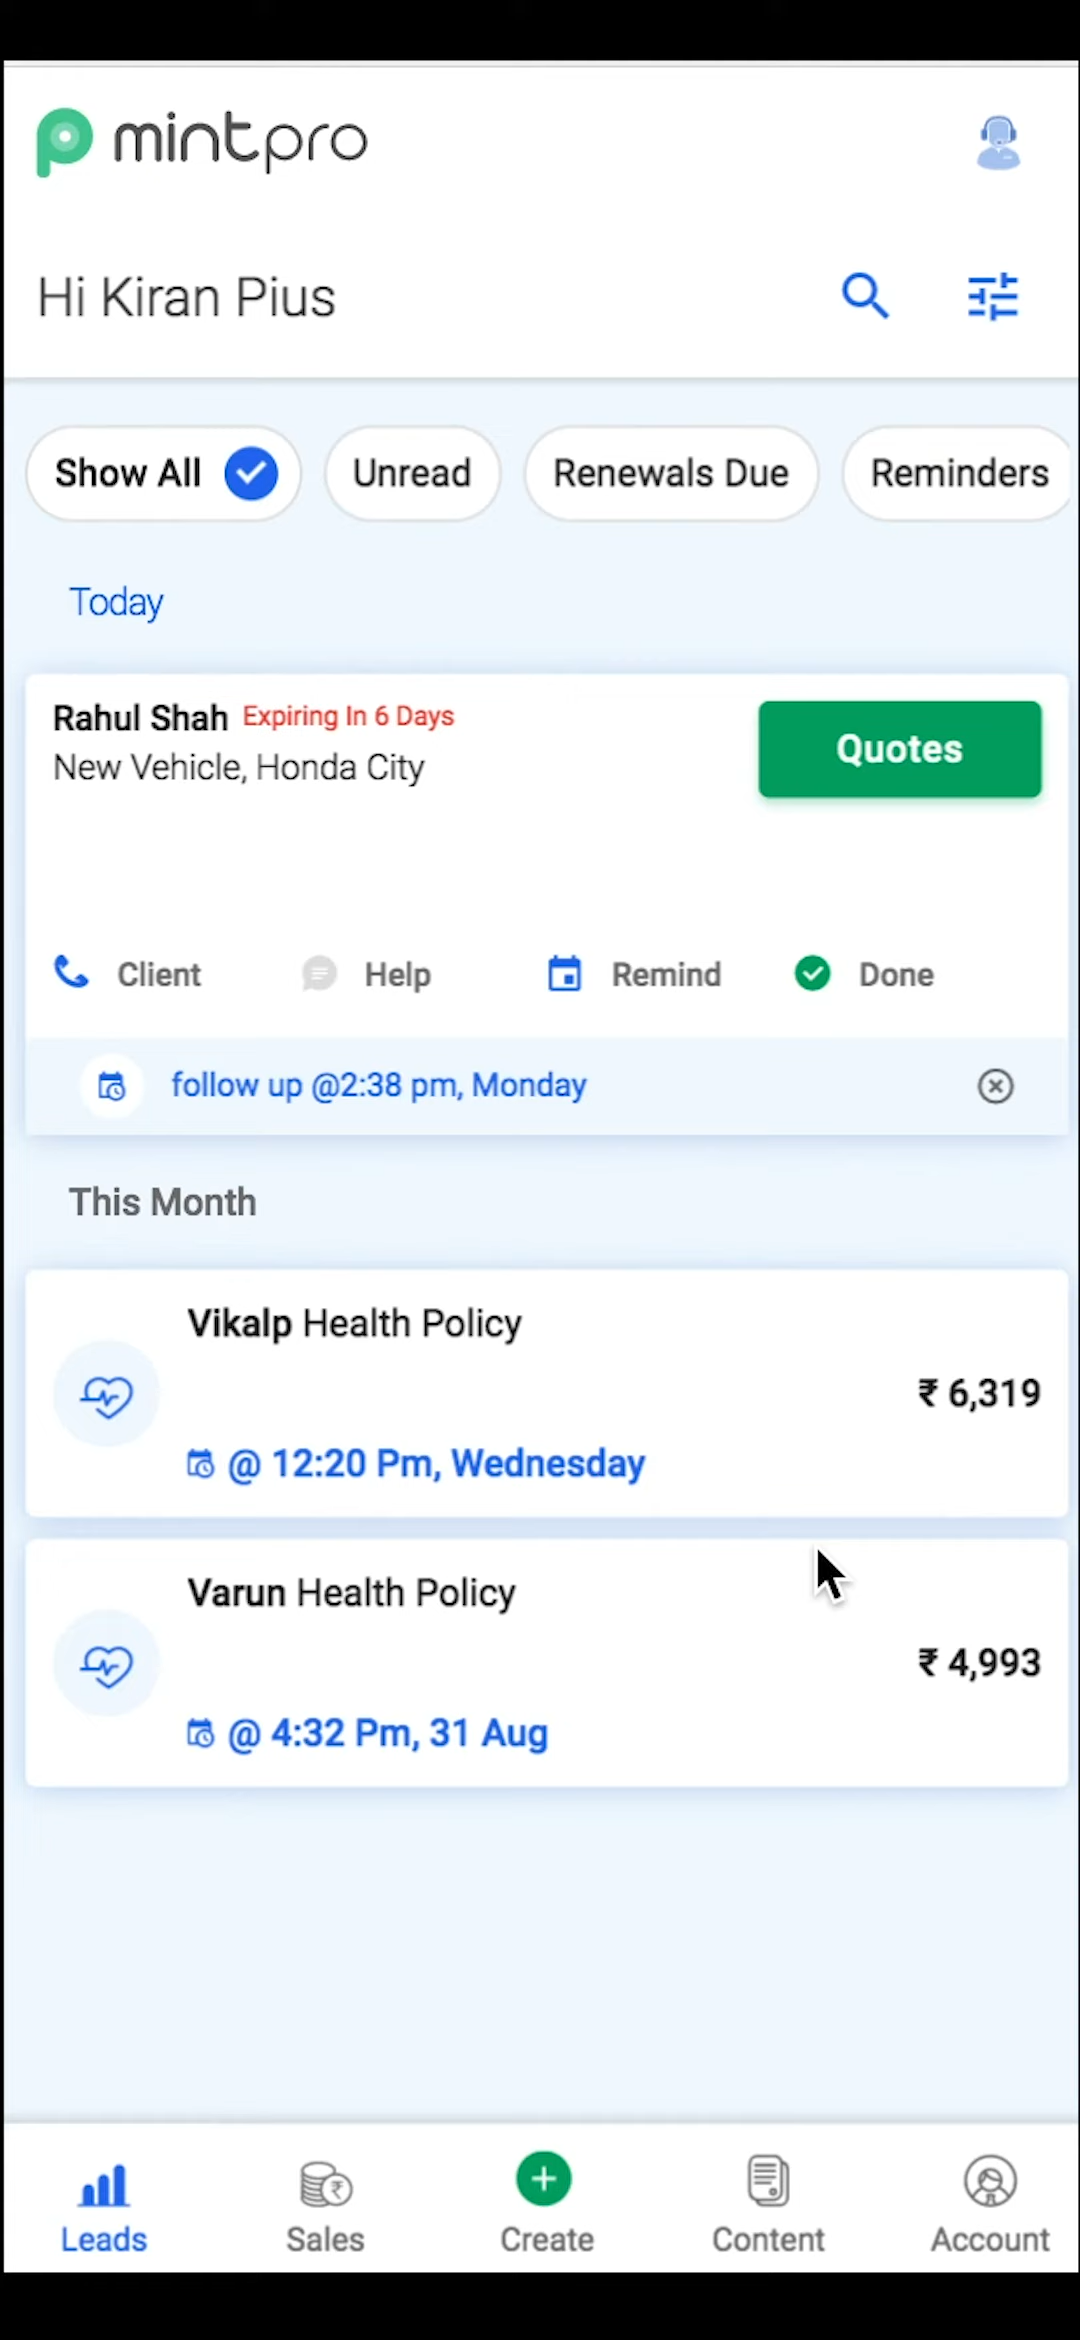 mintpro
Hi Kiran Pius
Show All
Unread
Renewals Due
Reminders
Today
Rahul Shah Expiring In 6 Days
New Vehicle, Honda City
Quotes
Client
Help
Remind
Done
follow up @2:38 pm, Monday
This Month
Vikalp Health Policy
₹ 6,319
@ 12:20 Pm, Wednesday
Varun Health Policy
₹ 4,993
@ 4:32 Pm, 31 Aug
Leads
Sales
Create
Content
Account